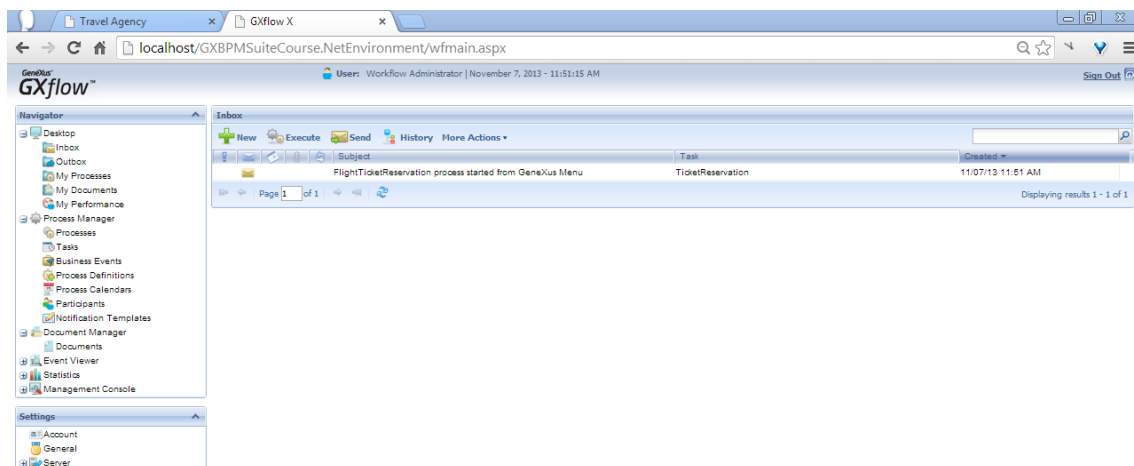 Travel Agency
GXflow X
localhost/GXBPMSuiteCourse.NetEnvironment/wfmain.aspx
GeneXus
GXflow™
User: Workflow Administrator | November 7, 2013 - 11:51:15 AM
Sign Out
Navigator
Desktop
Inbox
Outbox
My Processes
My Documents
My Performance
Process Manager
Processes
Tasks
Business Events
Process Definitions
Process Calendars
Participants
Notification Templates
Document Manager
Documents
Event Viewer
Statistics
Management Console
Settings
Account
General
Server
Inbox
New Execute Send History More Actions
Subject Task Created
FlightTicketReservation process started from GeneXus Menu TicketReservation 11/07/13 11:51 AM
Page 1 of 1 Displaying results 1 - 1 of 1